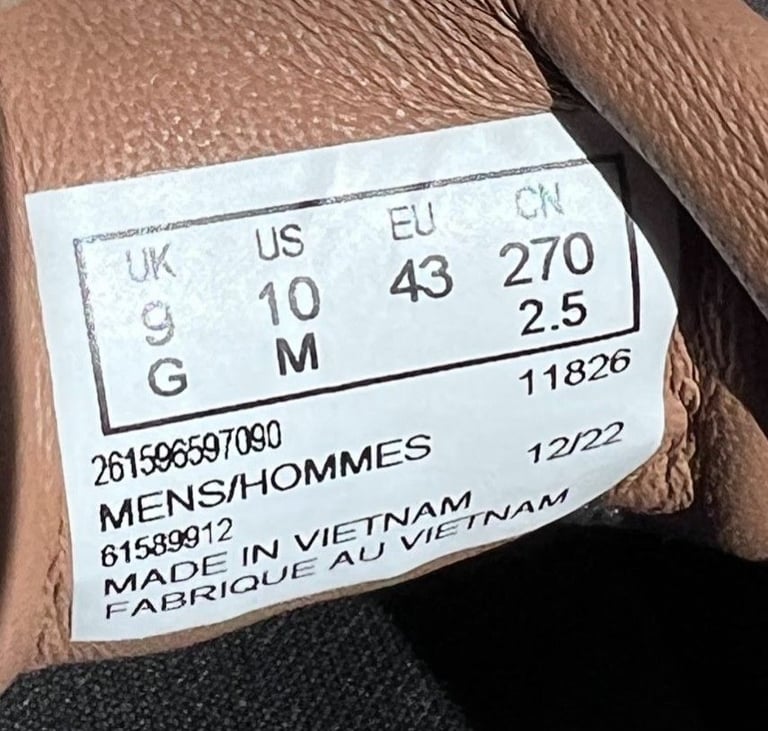 UK US EU CN
9 10 43 270
G M 2.5
11826
261596597090
MENS/HOMMES 12/22
61589912
MADE IN VIETNAM
FABRIQUE AU VIETNAM